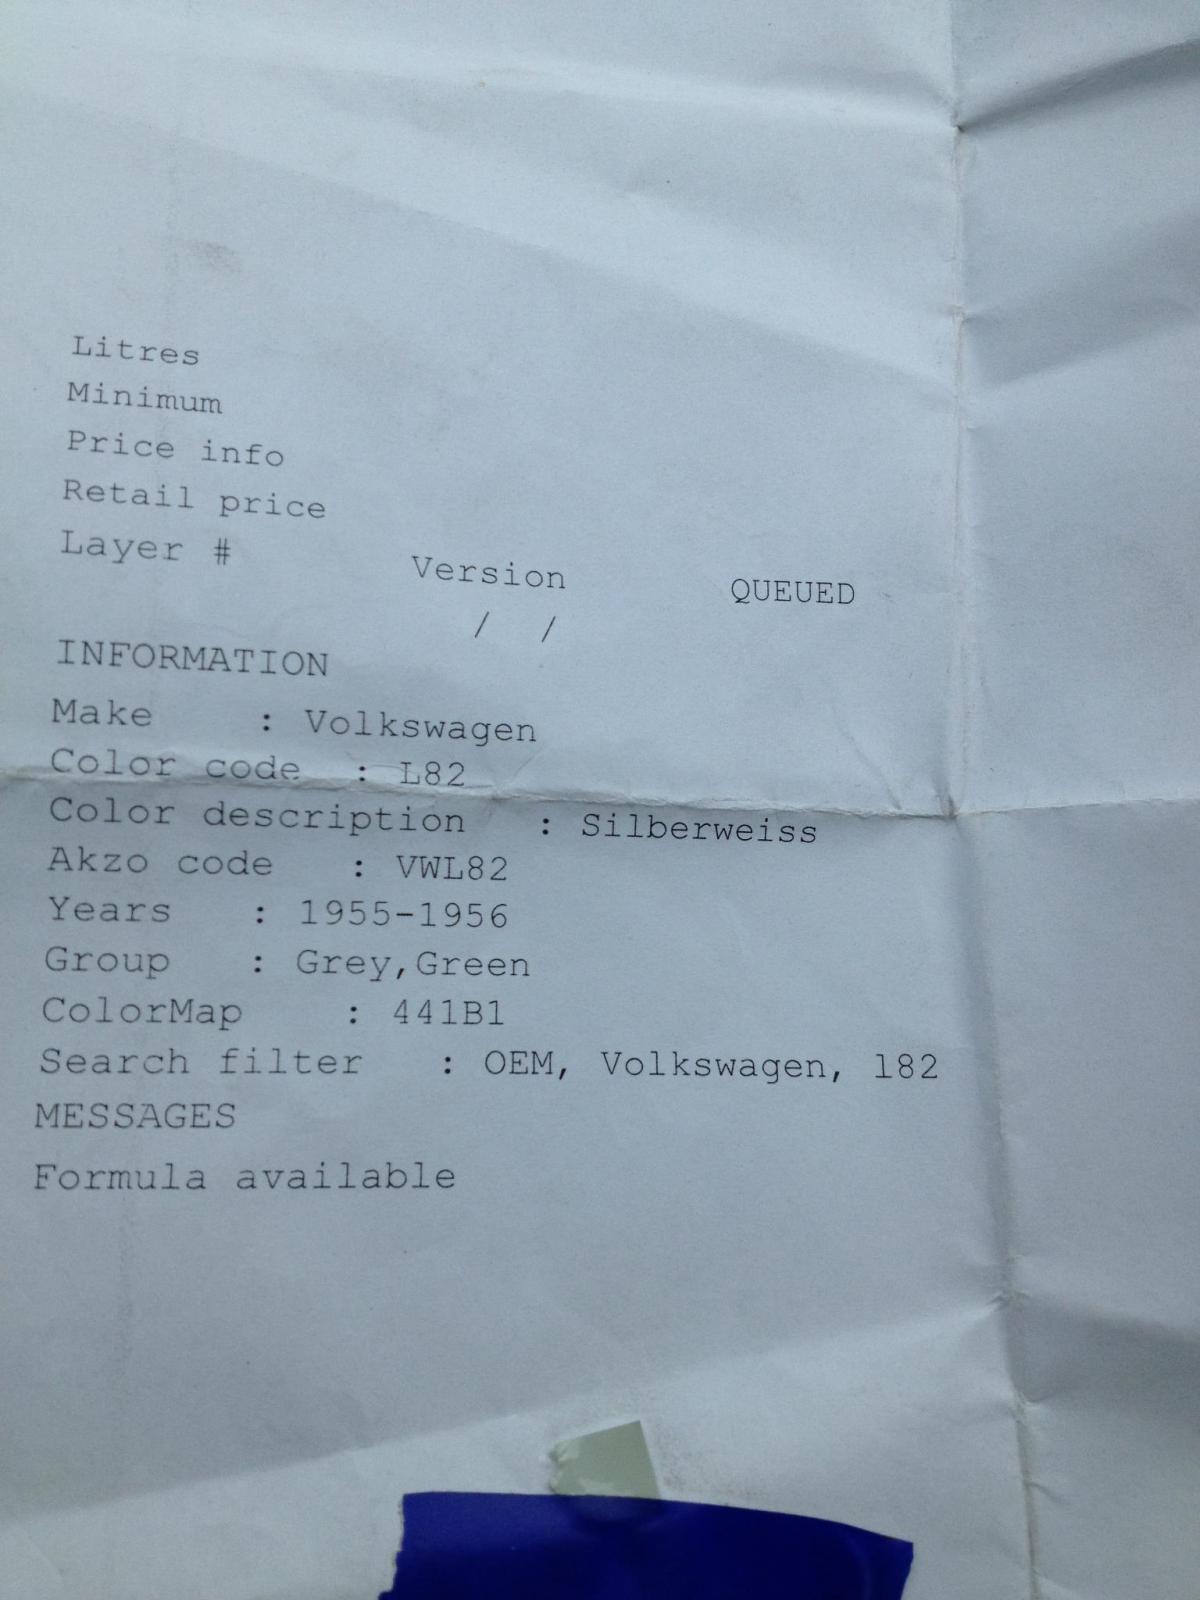 Litres
Minimum
Price info
Retail price
Layer # Version QUEUED
/ /
INFORMATION
Make : Volkswagen
Color code : L82
Color description : Silberweiss
Akzo code : VWL82
Years : 1955-1956
Group : Grey,Green
ColorMap : 441B1
Search filter : OEM, Volkswagen, l82
MESSAGES
Formula available